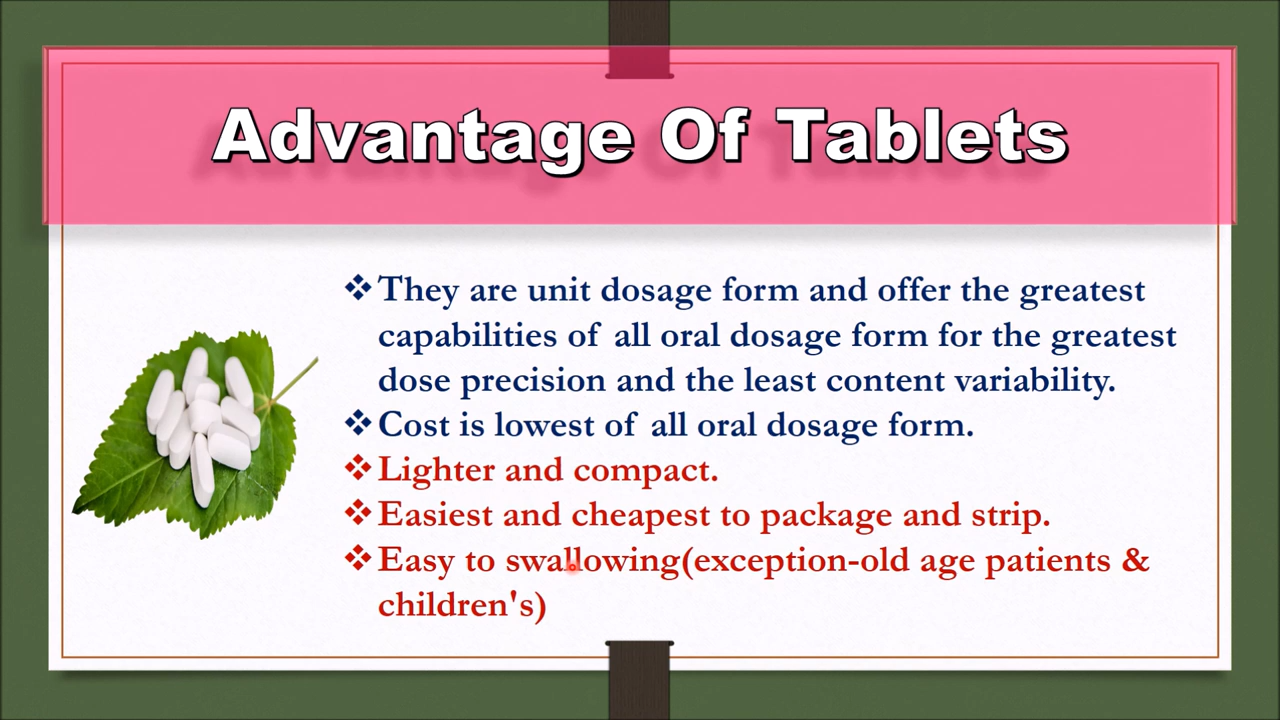 Advantage Of Tablets
❖They are unit dosage form and offer the greatest
capabilities of all oral dosage form for the greatest
dose precision and the least content variability.
❖Cost is lowest of all oral dosage form.
❖Lighter and compact.
❖Easiest and cheapest to package and strip.
❖Easy to swallowing(exception-old age patients &
children's)